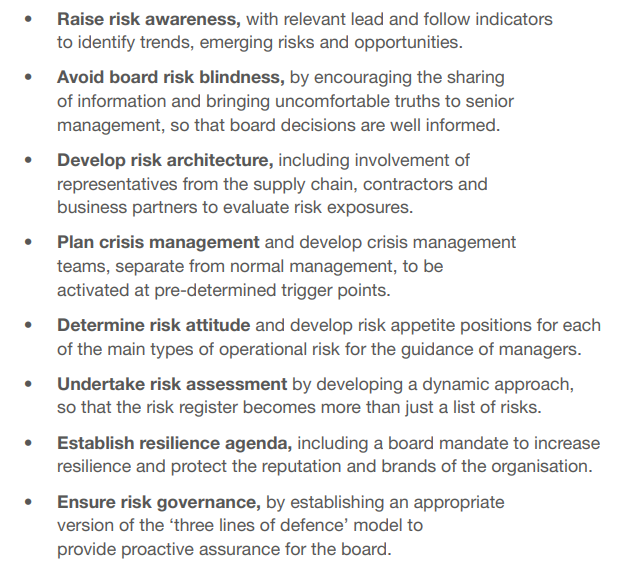 • Raise risk awareness, with relevant lead and follow indicators
to identify trends, emerging risks and opportunities.
• Avoid board risk blindness, by encouraging the sharing
of information and bringing uncomfortable truths to senior
management, so that board decisions are well informed.
• Develop risk architecture, including involvement of
representatives from the supply chain, contractors and
business partners to evaluate risk exposures.
• Plan crisis management and develop crisis management
teams, separate from normal management, to be
activated at pre-determined trigger points.
• Determine risk attitude and develop risk appetite positions for each
of the main types of operational risk for the guidance of managers.
• Undertake risk assessment by developing a dynamic approach,
so that the risk register becomes more than just a list of risks.
• Establish resilience agenda, including a board mandate to increase
resilience and protect the reputation and brands of the organisation.
• Ensure risk governance, by establishing an appropriate
version of the ‘three lines of defence’ model to
provide proactive assurance for the board.